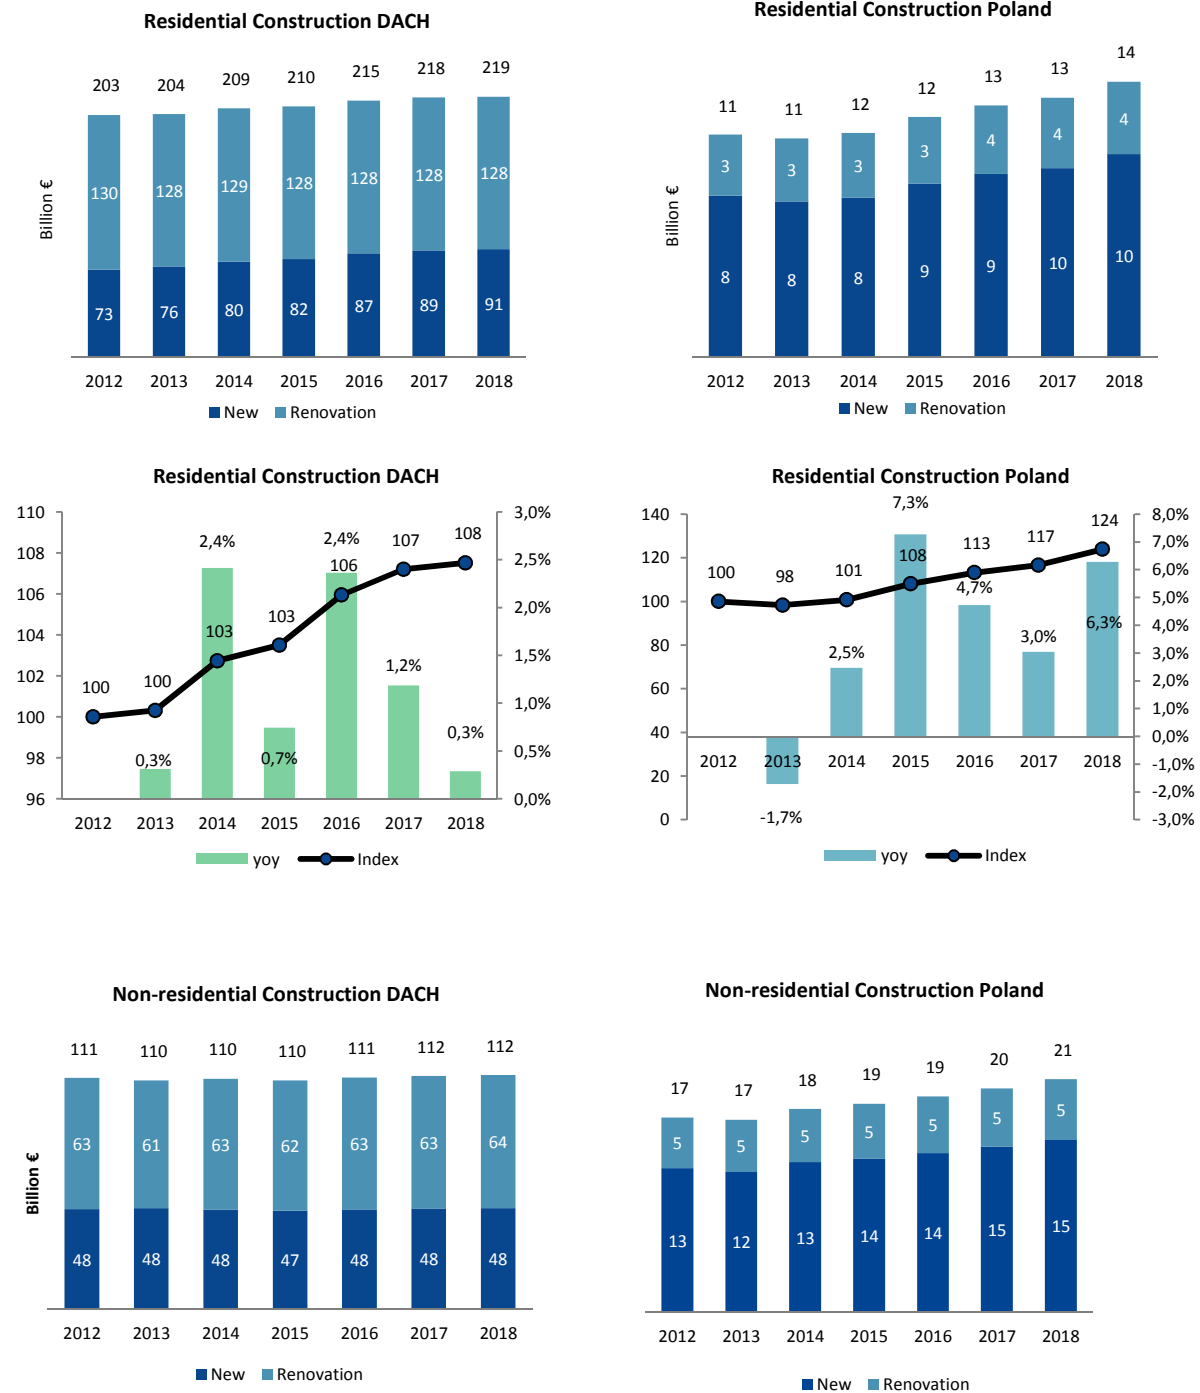 Residential Construction DACH
203 204 209 210 215 218 219
130 128 129 128 128 128 128
Billion €
73 76 80 82 87 89 91
2012 2013 2014 2015 2016 2017 2018
New Renovation
Residential Construction Poland
11 11 12 12 13 13 14
3 3 3 3 4 4 4
Billion €
8 8 8 9 9 10 10
2012 2013 2014 2015 2016 2017 2018
New Renovation
Residential Construction DACH
110
108
106
104
102
100
98
96
3,0%
2,5%
2,0%
1,5%
1,0%
0,5%
0,0%
100 100 103 103 106 107 108
0,3% 2,4% 0,7% 2,4% 1,2% 0,3%
2012 2013 2014 2015 2016 2017 2018
yoy Index
Residential Construction Poland
140
120
100
80
60
40
20
0
8,0%
7,0%
6,0%
5,0%
4,0%
3,0%
2,0%
1,0%
0,0%
-1,0%
-2,0%
-3,0%
100 98 101 108 113 117 124
-1,7% 2,5% 7,3% 4,7% 3,0% 6,3%
2012 2013 2014 2015 2016 2017 2018
yoy Index
Non-residential Construction DACH
111 110 110 110 111 112 112
63 61 63 62 63 63 64
Billion €
48 48 48 47 48 48 48
2012 2013 2014 2015 2016 2017 2018
New Renovation
Non-residential Construction Poland
17 17 18 19 19 20 21
5 5 5 5 5 5 5
13 12 13 14 14 15 15
2012 2013 2014 2015 2016 2017 2018
New Renovation